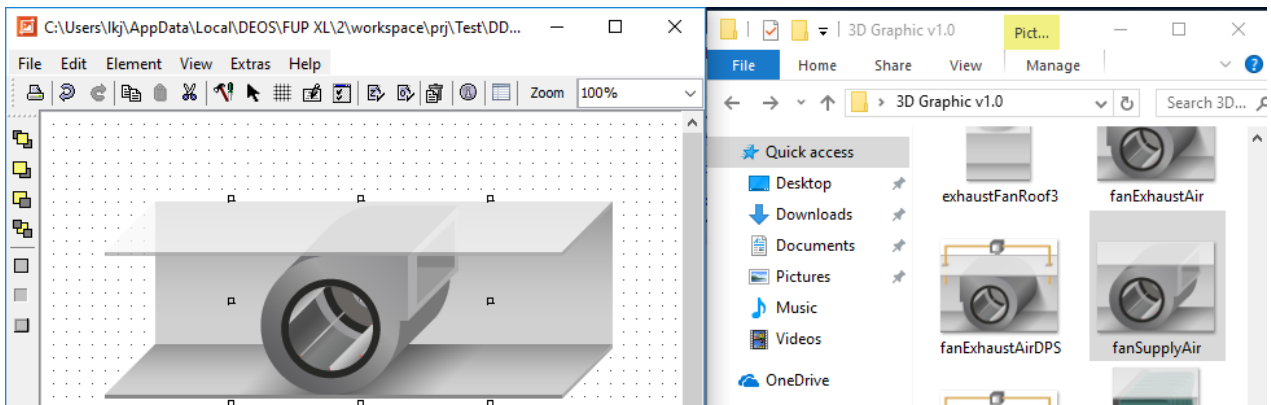 C:\Users\lkj\AppData\Local\DEOS\FUP XL\2\workspace\prj\Test\DD...
File Edit Element View Extras Help
Zoom 100%
3D Graphic v1.0
Pict...
File Home Share View Manage
3D Graphic v1.0
Search 3D...
Quick access
Desktop
Downloads
Documents
Pictures
Music
Videos
OneDrive
exhaustFanRoof3
fanExhaustAir
fanExhaustAirDPS
fanSupplyAir